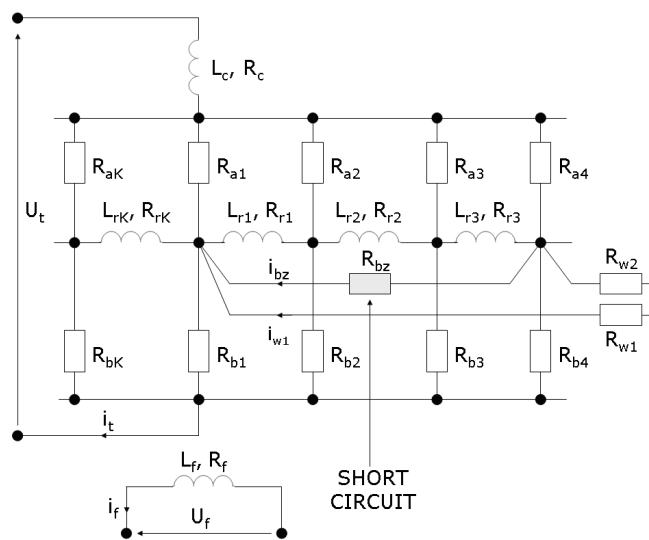 Lc, Rc
RaK
Ra1
Ra2
Ra3
Ra4
Ut
LrK, RrK
Lr1, Rr1
Lr2, Rr2
Lr3, Rr3
ibz
Rbz
Rw2
iw1
Rw1
RbK
Rb1
Rb2
Rb3
Rb4
it
Lf, Rf
SHORT
CIRCUIT
if
Uf